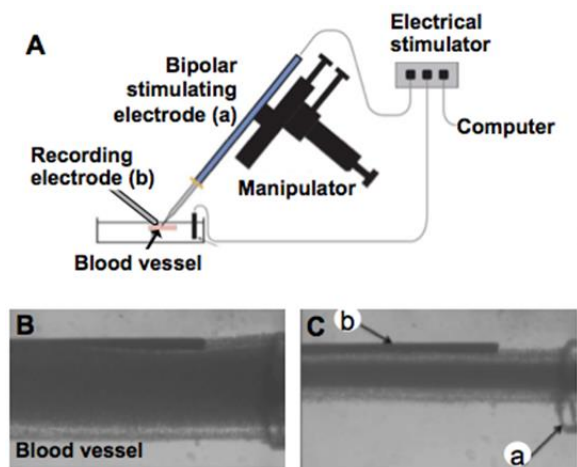 A
Electrical
stimulator
Bipolar
stimulating
electrode (a)
Computer
Recording
electrode (b)
Manipulator
Blood vessel
B
Blood vessel
C
b
a